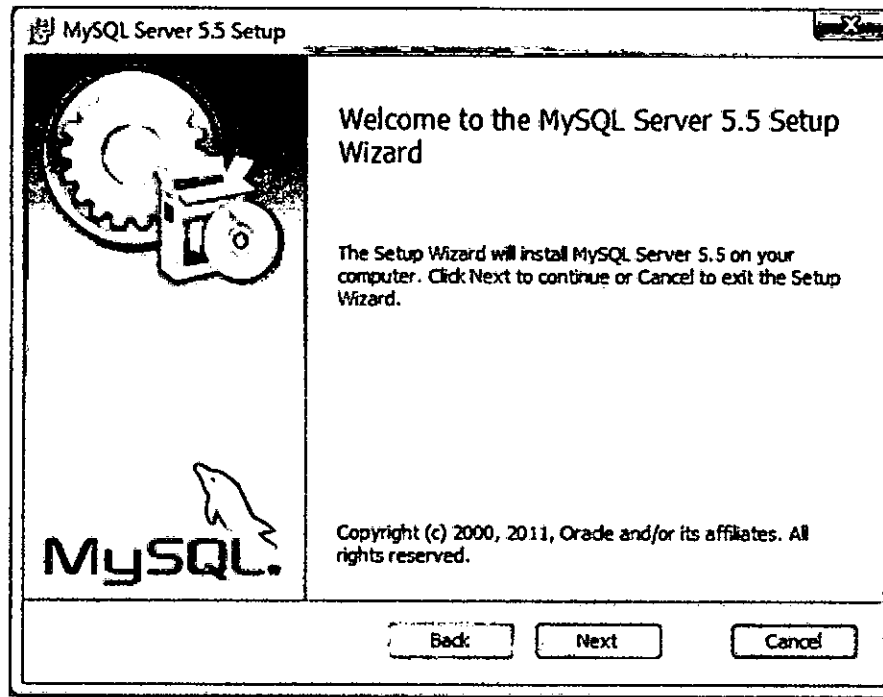 MySQL Server 5.5 Setup
Welcome to the MySQL Server 5.5 Setup
Wizard
The Setup Wizard will install MySQL Server 5.5 on your
computer. Click Next to continue or Cancel to exit the Setup
Wizard.
MySQL.
Copyright (c) 2000, 2011, Oracle and/or its affiliates. All
rights reserved.
Back
Next
Cancel